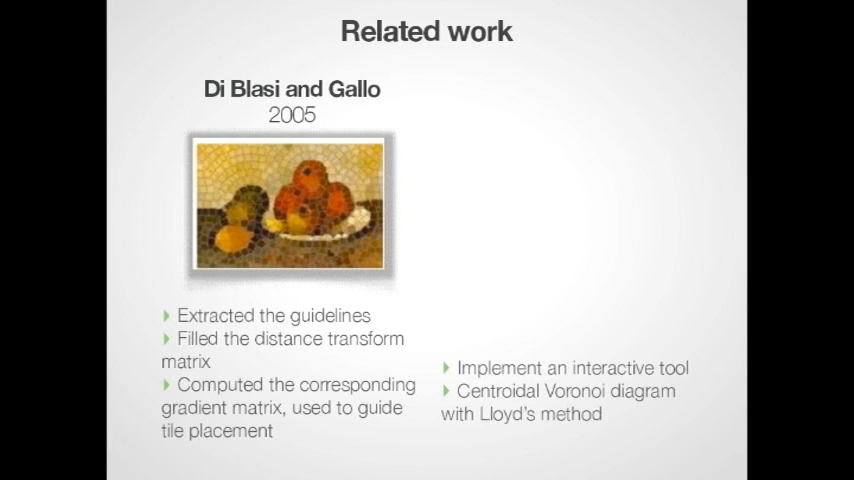 Related work
Di Blasi and Gallo
2005
Extracted the guidelines
Filled the distance transform
matrix
Computed the corresponding
gradient matrix, used to guide
tile placement
Implement an interactive tool
Centroidal Voronoi diagram
with Lloyd's method